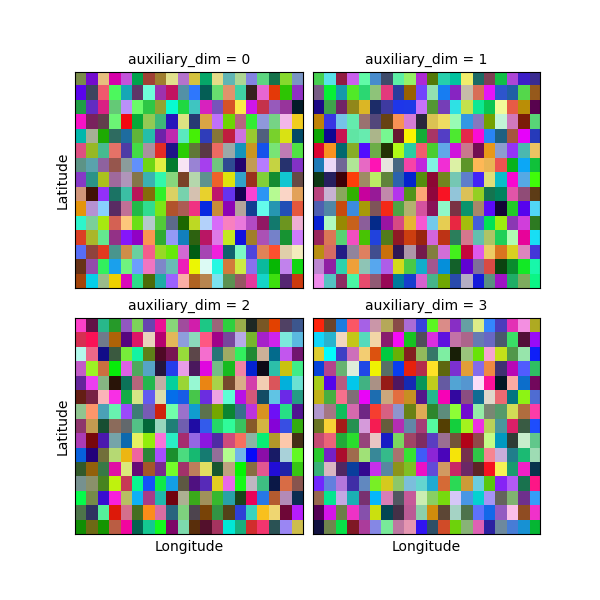 auxiliary_dim = 0
auxiliary_dim = 1
Latitude
auxiliary_dim = 2
auxiliary_dim = 3
Latitude
Longitude
Longitude